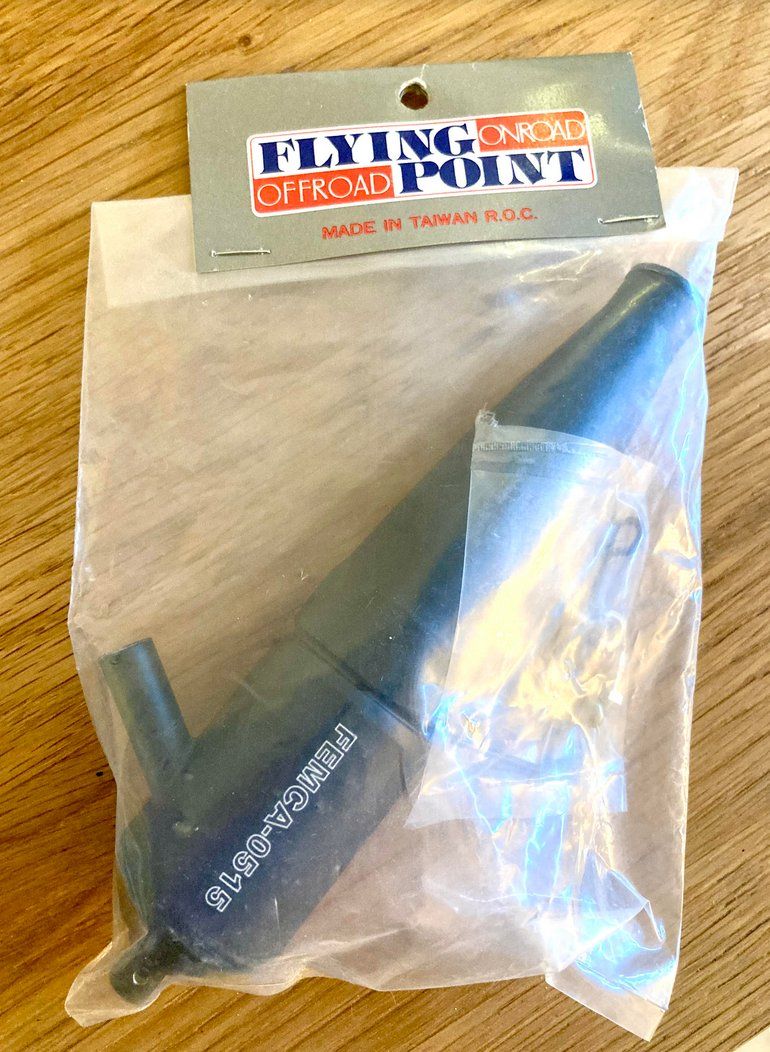 FLYING ONROAD
OFFROAD POINT
MADE IN TAIWAN R.O.C.
FEMCA-0515